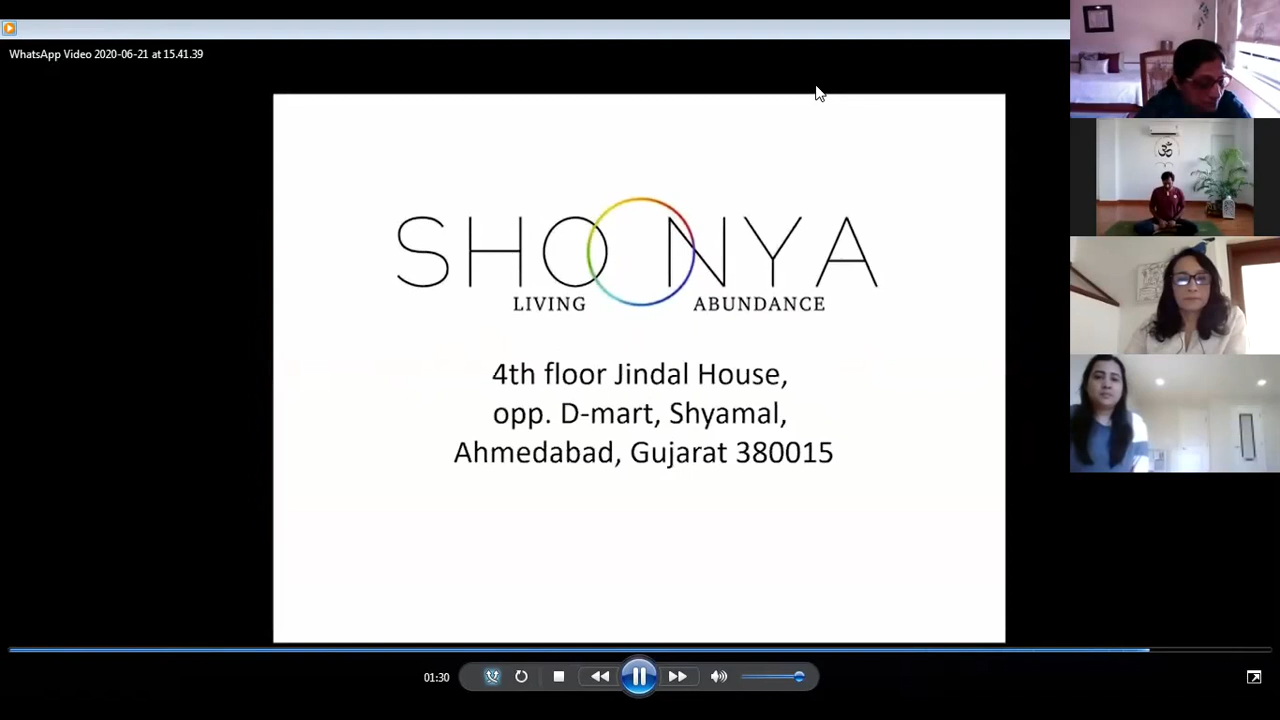 WhatsApp Video 2020-06-21 at 15.41.39
SHOONYA
LIVING ABUNDANCE
4th floor Jindal House,
opp. D-mart, Shyamal,
Ahmedabad, Gujarat 380015
01:30
ॐ